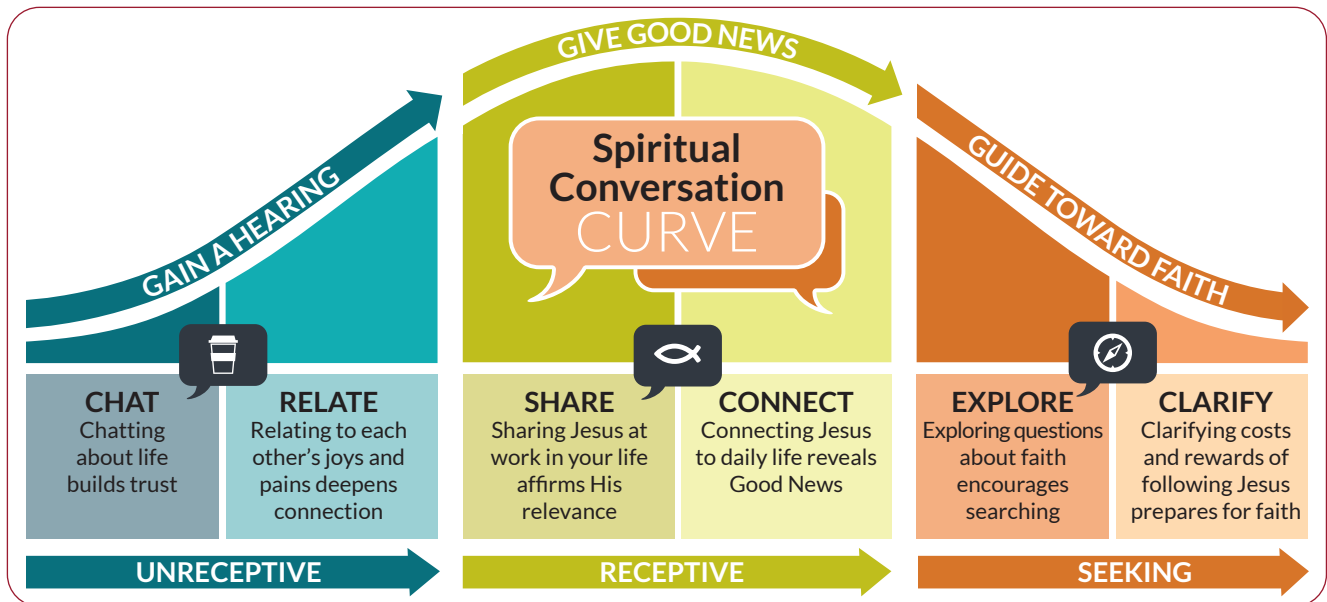 GIVE GOOD NEWS
GAIN A HEARING
GUIDE TOWARD FAITH
Spiritual
Conversation
CURVE
CHAT
Chatting
about life
builds trust
RELATE
Relating to each
other's joys and
pains deepens
connection
SHARE
Sharing Jesus at
work in your life
affirms His
relevance
CONNECT
Connecting Jesus
to daily life reveals
Good News
EXPLORE
Exploring questions
about faith
encourages
searching
CLARIFY
Clarifying costs
and rewards of
following Jesus
prepares for faith
UNRECEPTIVE
RECEPTIVE
SEEKING